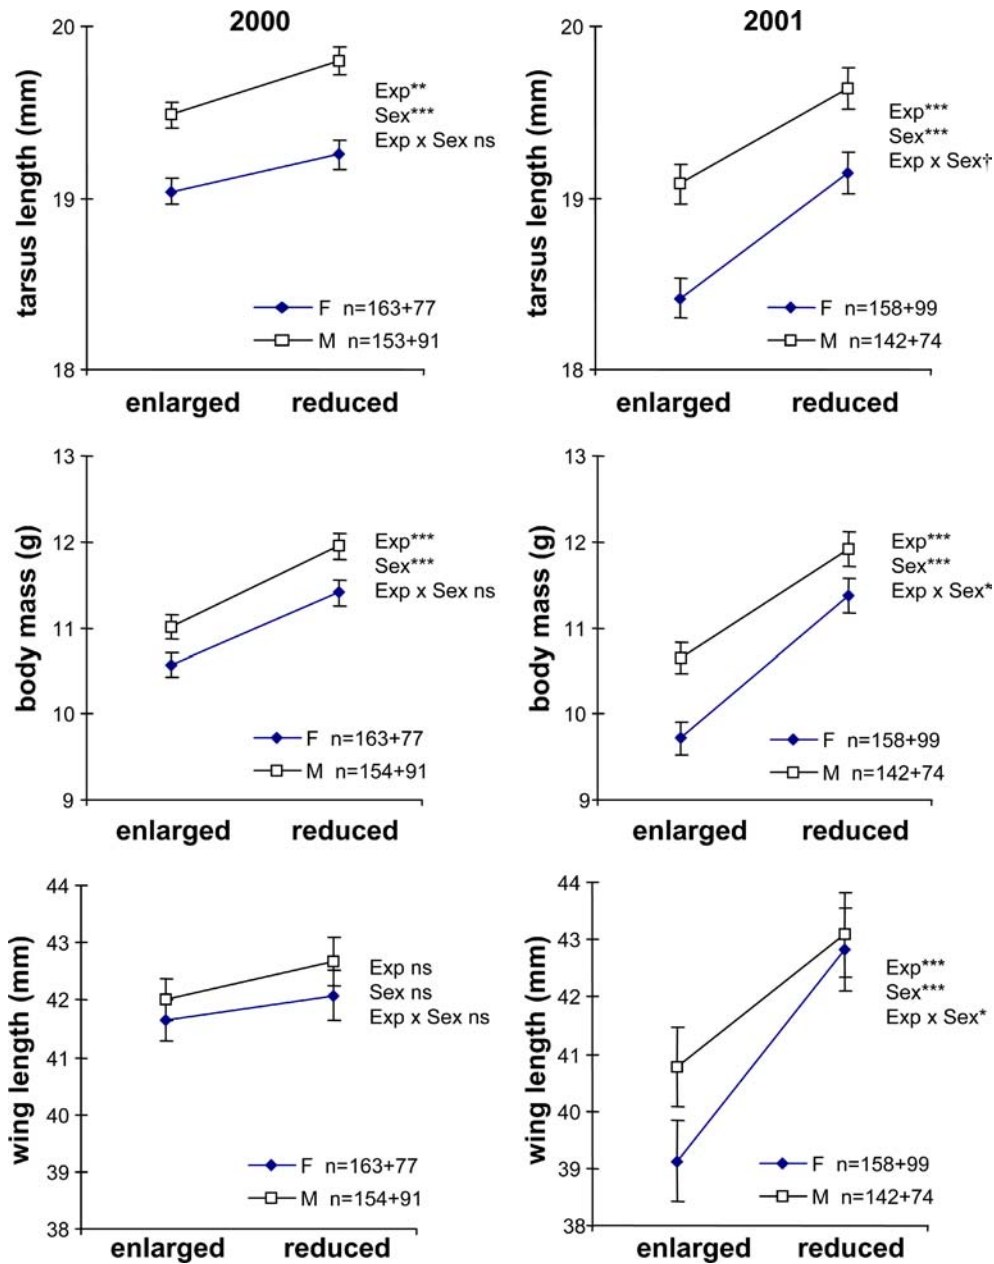 2000
20
19
18
tarsus length (mm)
Exp**
Sex***
Exp x Sex ns
F n=163+77
M n=153+91
enlarged reduced
2001
20
19
18
tarsus length (mm)
Exp***
Sex***
Exp x Sex†
F n=158+99
M n=142+74
enlarged reduced
13
12
11
10
9
body mass (g)
Exp***
Sex***
Exp x Sex ns
F n=163+77
M n=154+91
enlarged reduced
13
12
11
10
9
body mass (g)
Exp***
Sex***
Exp x Sex*
F n=158+99
M n=142+74
enlarged reduced
44
43
42
41
40
39
38
wing length (mm)
Exp ns
Sex ns
Exp x Sex ns
F n=163+77
M n=154+91
enlarged reduced
44
43
42
41
40
39
38
wing length (mm)
Exp***
Sex***
Exp x Sex*
F n=158+99
M n=142+74
enlarged reduced